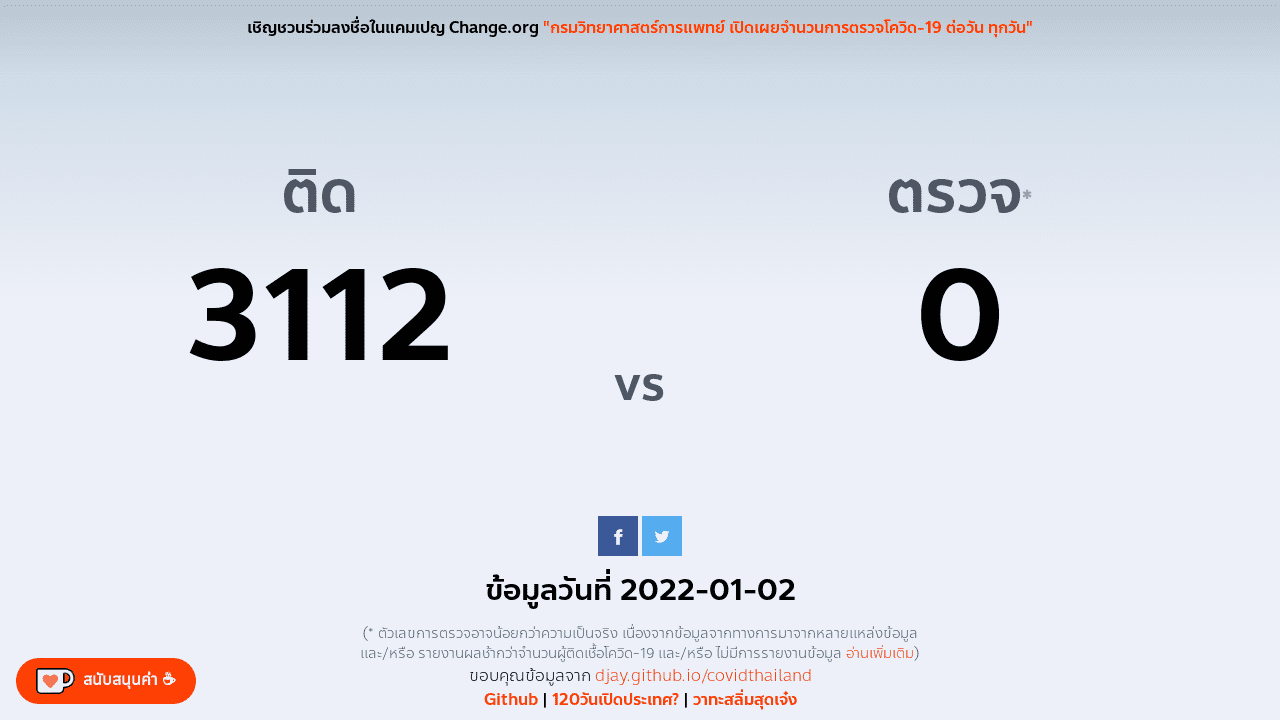 เชิญชวนร่วมลงชื่อในแคมเปญ Change.org "กรมวิทยาศาสตร์การแพทย์ เปิดเผยจำนวนการตรวจโควิด-19 ต่อวัน ทุกวัน"
ติด
ตรวจ*
3112
0
vs
ข้อมูลวันที่ 2022-01-02
(* ตัวเลขการตรวจอาจน้อยกว่าความเป็นจริง เนื่องจากข้อมูลจากทางการมาจากหลายแหล่งข้อมูล
และ/หรือ รายงานผลช้ากว่าจำนวนผู้ติดเชื้อโควิด-19 และ/หรือ ไม่มีการรายงานข้อมูล อ่านเพิ่มเติม)
ขอบคุณข้อมูลจาก djay.github.io/covidthailand
Github | 120วันเปิดประเทศ? | วาทะสลิ่มสุดเจ๋ง
สนับสนุนค่า ☕